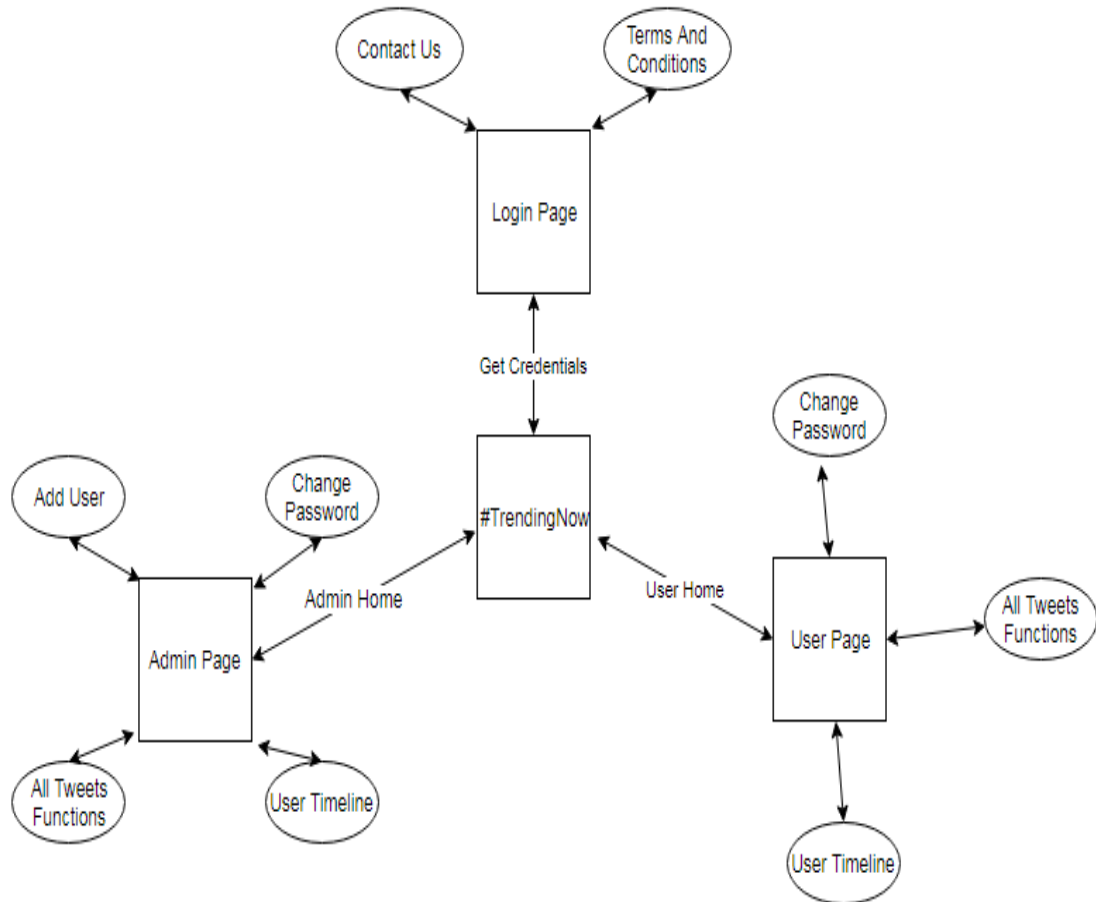 Contact Us
Terms And
Conditions
Login Page
Get Credentials
Change
Password
#TrendingNow
Add User
Change
Password
Admin Home
User Home
All Tweets
Functions
User Page
Admin Page
All Tweets
Functions
User Timeline
User Timeline